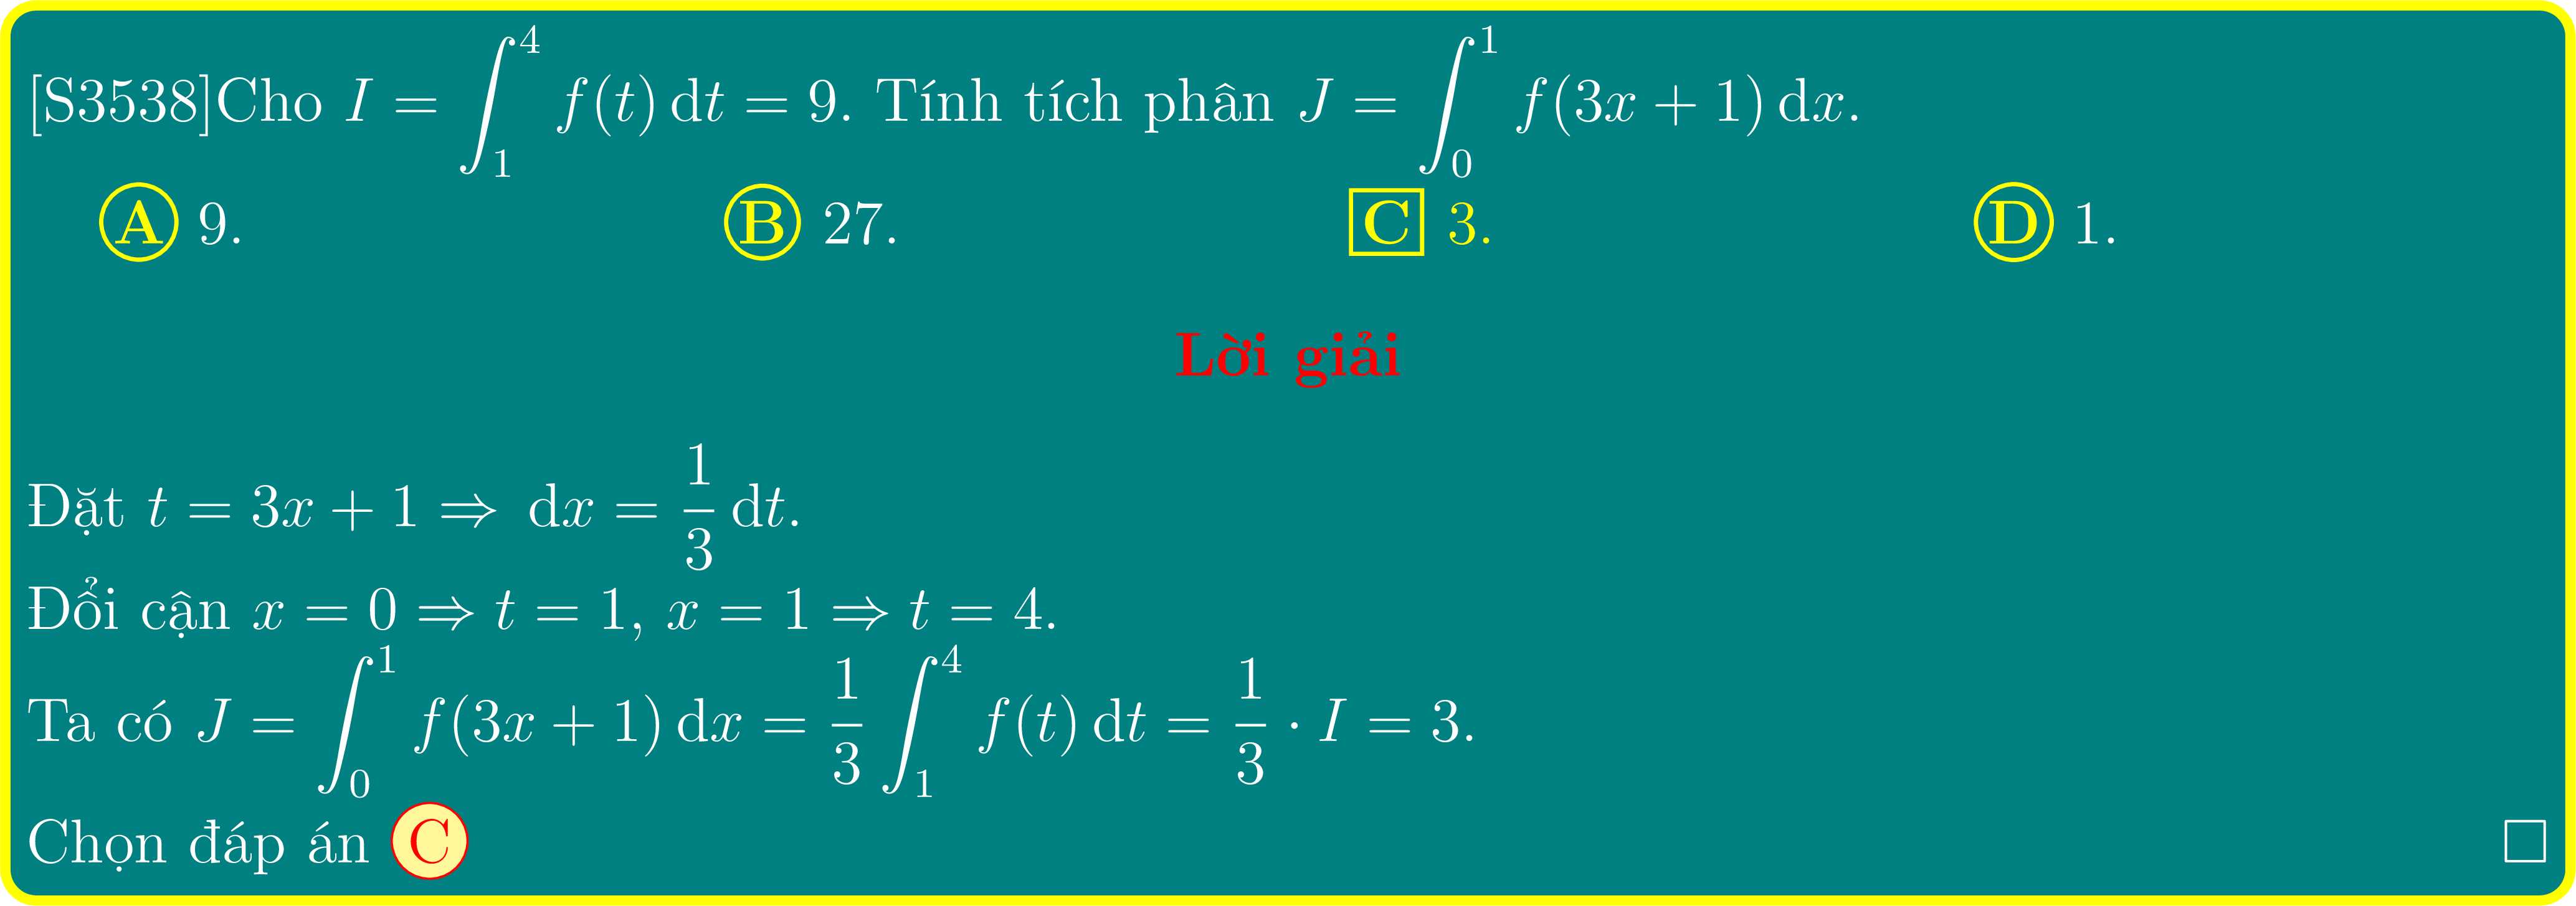 [S3538]Cho $I = \int_1^4 f(t)\,\mathrm{d}t = 9$. Tính tích phân $J = \int_0^1 f(3x+1)\,\mathrm{d}x$.
A 9. B 27. C 3. D 1.
Lời giải
Đặt $t = 3x + 1 \Rightarrow \mathrm{d}x = \frac{1}{3}\,\mathrm{d}t$.
Đổi cận $x = 0 \Rightarrow t = 1$, $x = 1 \Rightarrow t = 4$.
Ta có $J = \int_0^1 f(3x+1)\,\mathrm{d}x = \frac{1}{3}\int_1^4 f(t)\,\mathrm{d}t = \frac{1}{3} \cdot I = 3$.
Chọn đáp án C □